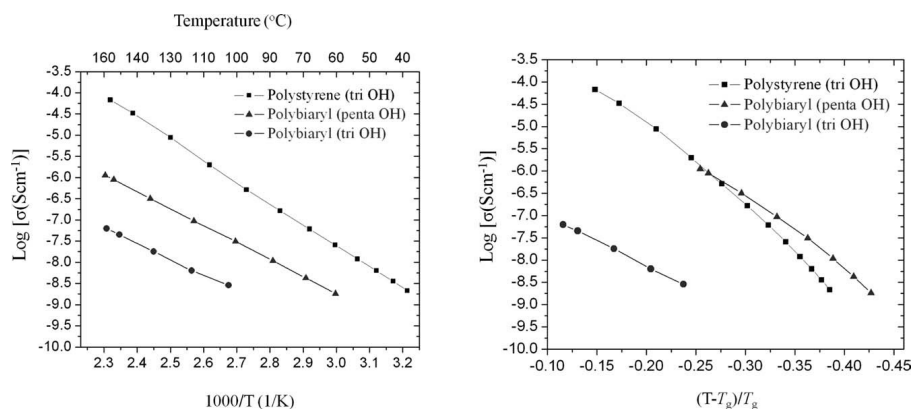 Temperature (°C)
160 140 130 110 100 90 80 70 60 50 40
-3.5
-4.0
-4.5
-5.0
-5.5
-6.0
-6.5
-7.0
-7.5
-8.0
-8.5
-9.0
-9.5
-10.0
Log [σ(Scm⁻¹)]
Polystyrene (tri OH)
Polybiaryl (penta OH)
Polybiaryl (tri OH)
2.3 2.4 2.5 2.6 2.7 2.8 2.9 3.0 3.1 3.2
1000/T (1/K)
-3.5
-4.0
-4.5
-5.0
-5.5
-6.0
-6.5
-7.0
-7.5
-8.0
-8.5
-9.0
-9.5
-10.0
Log [σ(Scm⁻¹)]
Polystyrene (tri OH)
Polybiaryl (penta OH)
Polybiaryl (tri OH)
-0.10 -0.15 -0.20 -0.25 -0.30 -0.35 -0.40 -0.45
(T-Tg)/Tg